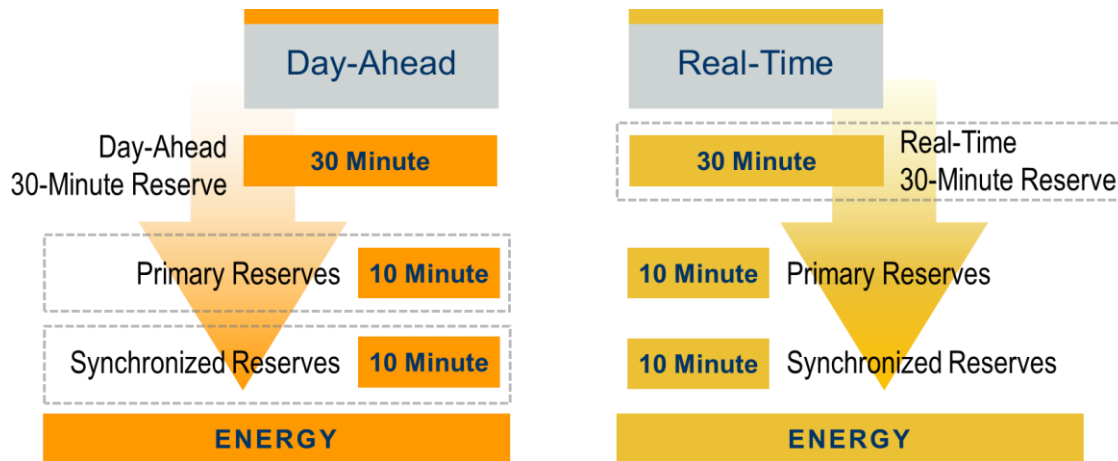 Day-Ahead
Day-Ahead
30-Minute Reserve
30 Minute
Primary Reserves
10 Minute
Synchronized Reserves
10 Minute
ENERGY
Real-Time
30 Minute
Real-Time
30-Minute Reserve
10 Minute
Primary Reserves
10 Minute
Synchronized Reserves
ENERGY